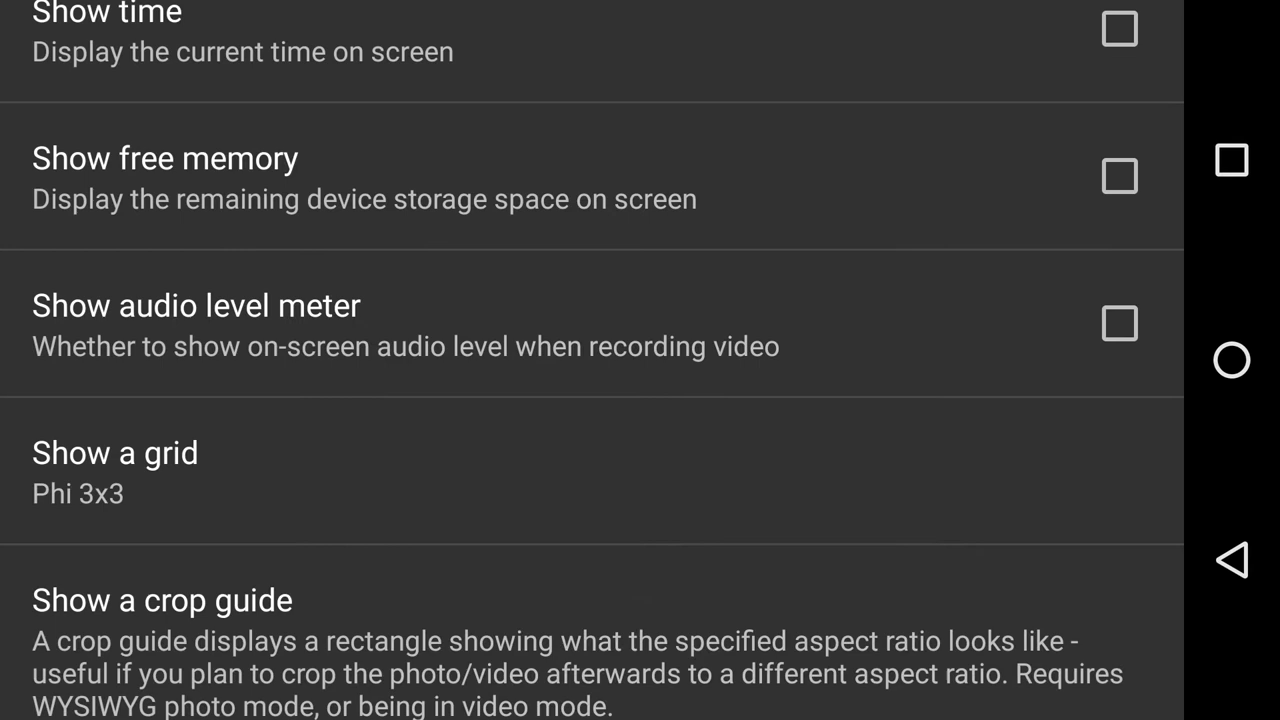 Show time
Display the current time on screen
Show free memory
Display the remaining device storage space on screen
Show audio level meter
Whether to show on-screen audio level when recording video
Show a grid
Phi 3x3
Show a crop guide
A crop guide displays a rectangle showing what the specified aspect ratio looks like -
useful if you plan to crop the photo/video afterwards to a different aspect ratio. Requires
WYSIWYG photo mode, or being in video mode.